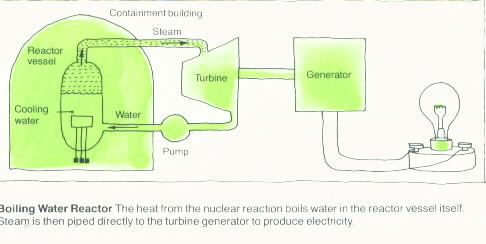 Containment building
Steam
Reactor
vessel
Turbine
Generator
Cooling
water
Water
Pump
Boiling Water Reactor The heat from the nuclear reaction boils water in the reactor vessel itself.
Steam is then piped directly to the turbine generator to produce electricity.